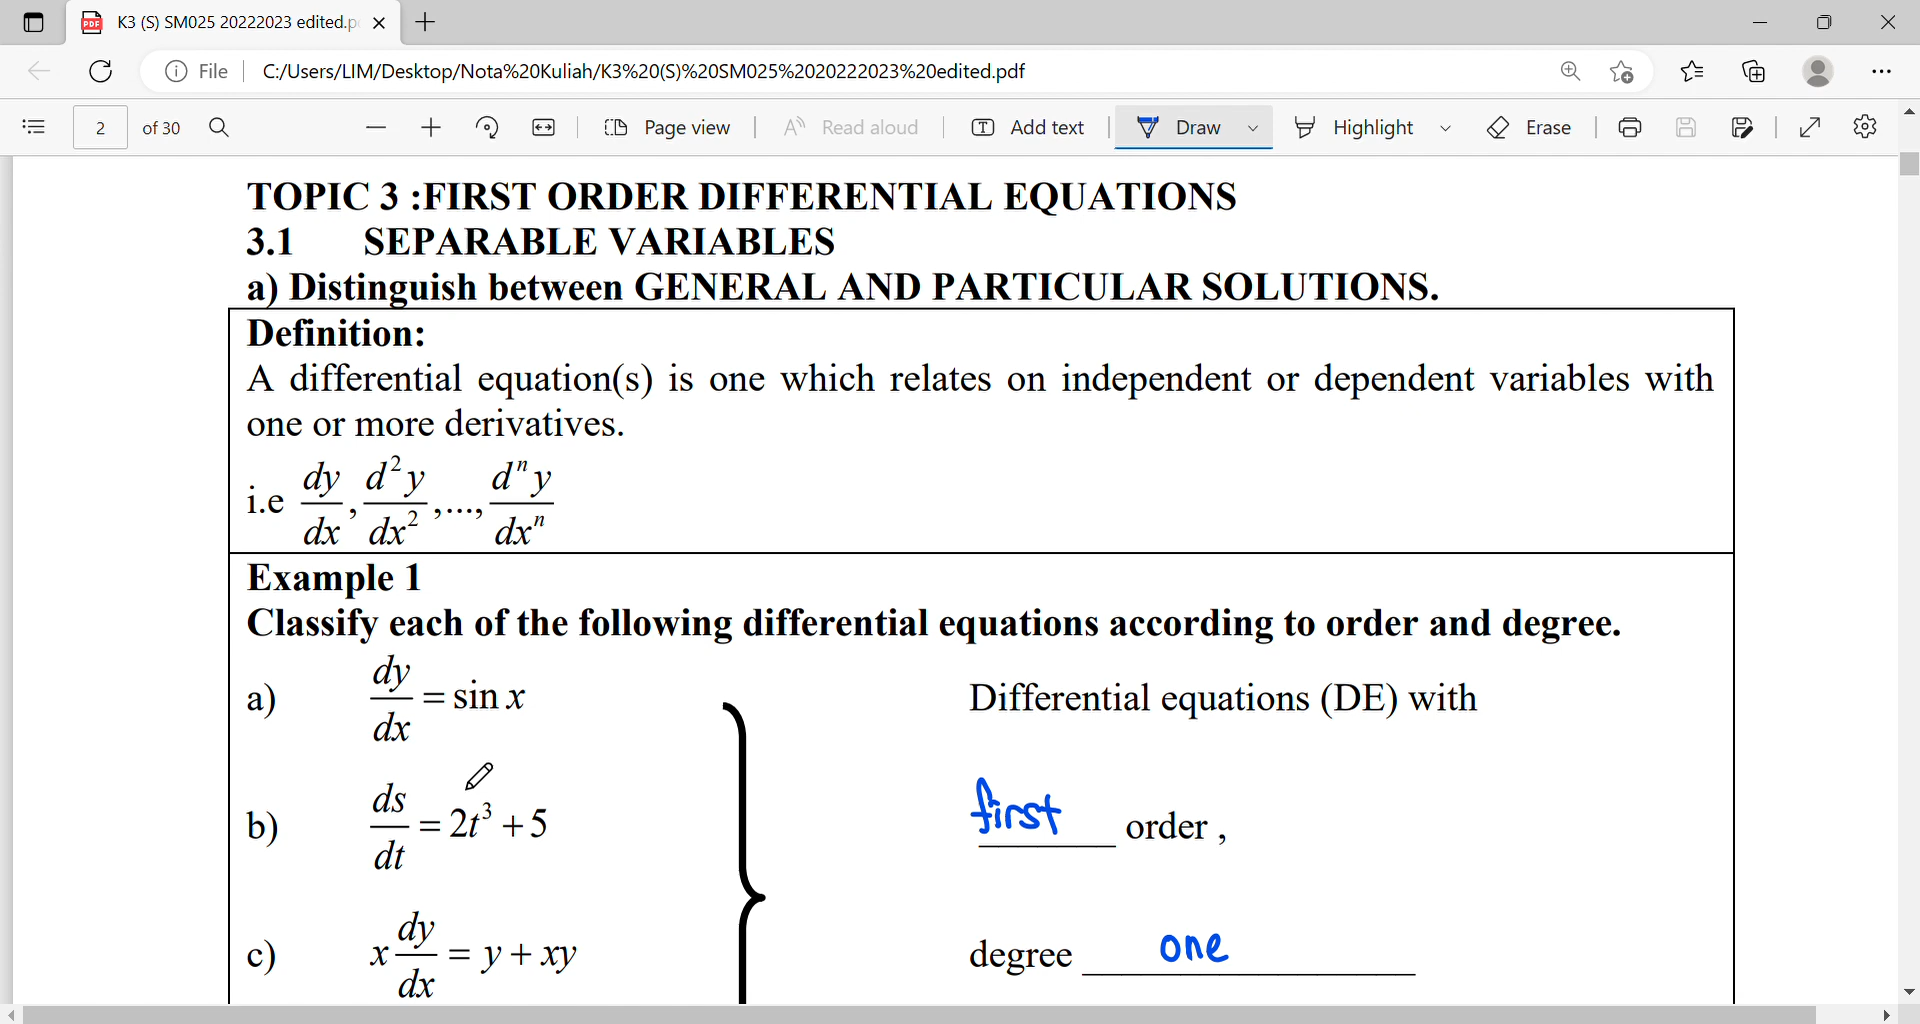 K3 (S) SM025 20222023 edited.p
File C:/Users/LIM/Desktop/Nota%20Kuliah/K3%20(S)%20SM025%2020222023%20edited.pdf
2 of 30 Page view Read aloud Add text Draw Highlight Erase
TOPIC 3 :FIRST ORDER DIFFERENTIAL EQUATIONS
3.1 SEPARABLE VARIABLES
a) Distinguish between GENERAL AND PARTICULAR SOLUTIONS.
Definition:
A differential equation(s) is one which relates on independent or dependent variables with
one or more derivatives.
i.e dy/dx, d²y/dx²,..., dⁿy/dxⁿ
Example 1
Classify each of the following differential equations according to order and degree.
a) dy/dx = sin x Differential equations (DE) with
b) ds/dt = 2t³ + 5 first order ,
c) x dy/dx = y + xy degree one